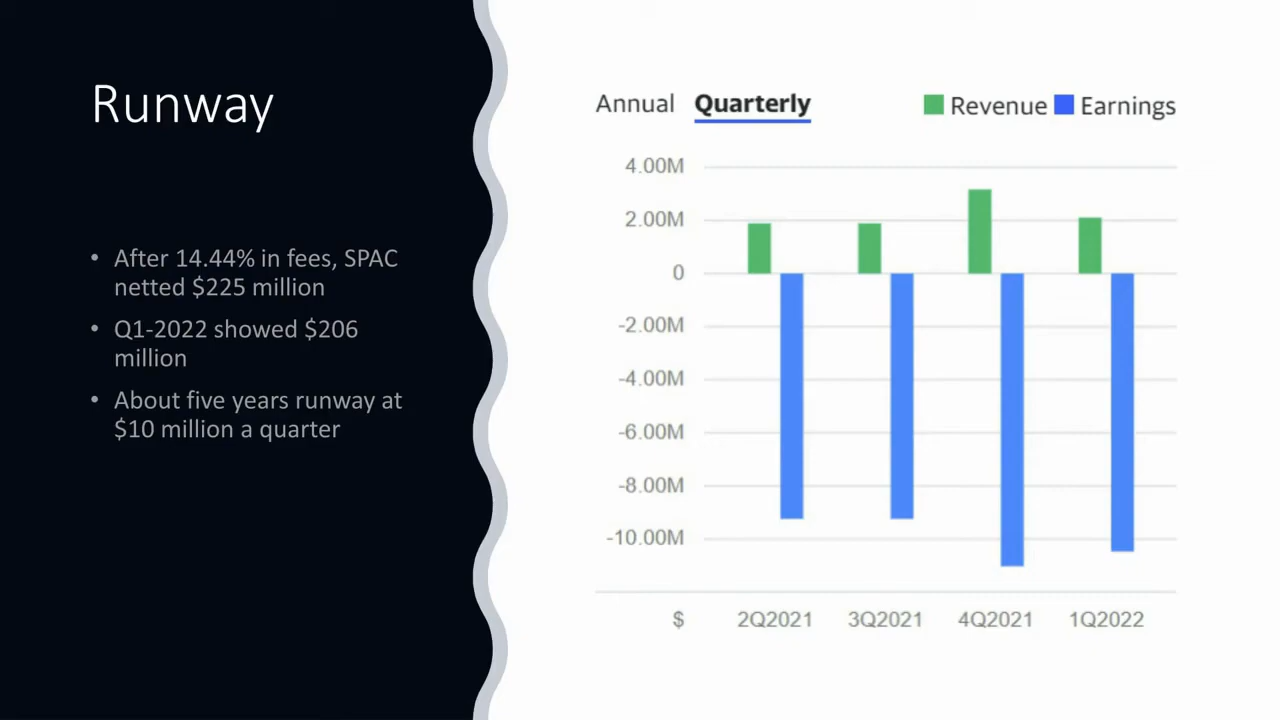 Runway
• After 14.44% in fees, SPAC
netted $225 million
• Q1-2022 showed $206
million
• About five years runway at
$10 million a quarter
Annual Quarterly Revenue Earnings
4.00M
2.00M
0
-2.00M
-4.00M
-6.00M
-8.00M
-10.00M
$ 2Q2021 3Q2021 4Q2021 1Q2022